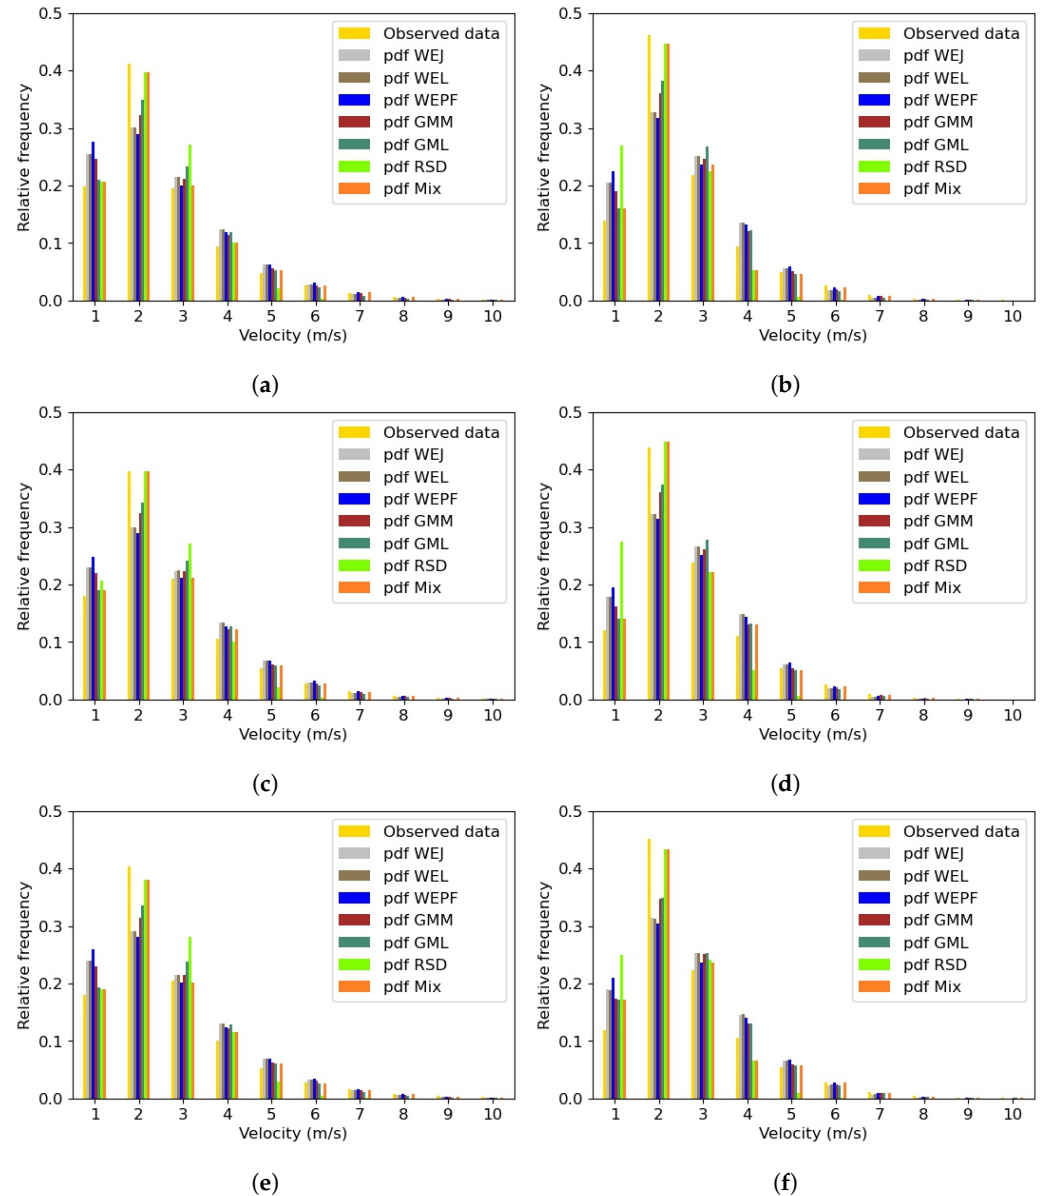 0.5
0.4
0.3
0.2
0.1
0.0
Relative frequency
Observed data
pdf WEJ
pdf WEL
pdf WEPF
pdf GMM
pdf GML
pdf RSD
pdf Mix
1 2 3 4 5 6 7 8 9 10
Velocity (m/s)
(a)
0.5
0.4
0.3
0.2
0.1
0.0
Relative frequency
Observed data
pdf WEJ
pdf WEL
pdf WEPF
pdf GMM
pdf GML
pdf RSD
pdf Mix
1 2 3 4 5 6 7 8 9 10
Velocity (m/s)
(b)
0.5
0.4
0.3
0.2
0.1
0.0
Relative frequency
Observed data
pdf WEJ
pdf WEL
pdf WEPF
pdf GMM
pdf GML
pdf RSD
pdf Mix
1 2 3 4 5 6 7 8 9 10
Velocity (m/s)
(c)
0.5
0.4
0.3
0.2
0.1
0.0
Relative frequency
Observed data
pdf WEJ
pdf WEL
pdf WEPF
pdf GMM
pdf GML
pdf RSD
pdf Mix
1 2 3 4 5 6 7 8 9 10
Velocity (m/s)
(d)
0.5
0.4
0.3
0.2
0.1
0.0
Relative frequency
Observed data
pdf WEJ
pdf WEL
pdf WEPF
pdf GMM
pdf GML
pdf RSD
pdf Mix
1 2 3 4 5 6 7 8 9 10
Velocity (m/s)
(e)
0.5
0.4
0.3
0.2
0.1
0.0
Relative frequency
Observed data
pdf WEJ
pdf WEL
pdf WEPF
pdf GMM
pdf GML
pdf RSD
pdf Mix
1 2 3 4 5 6 7 8 9 10
Velocity (m/s)
(f)